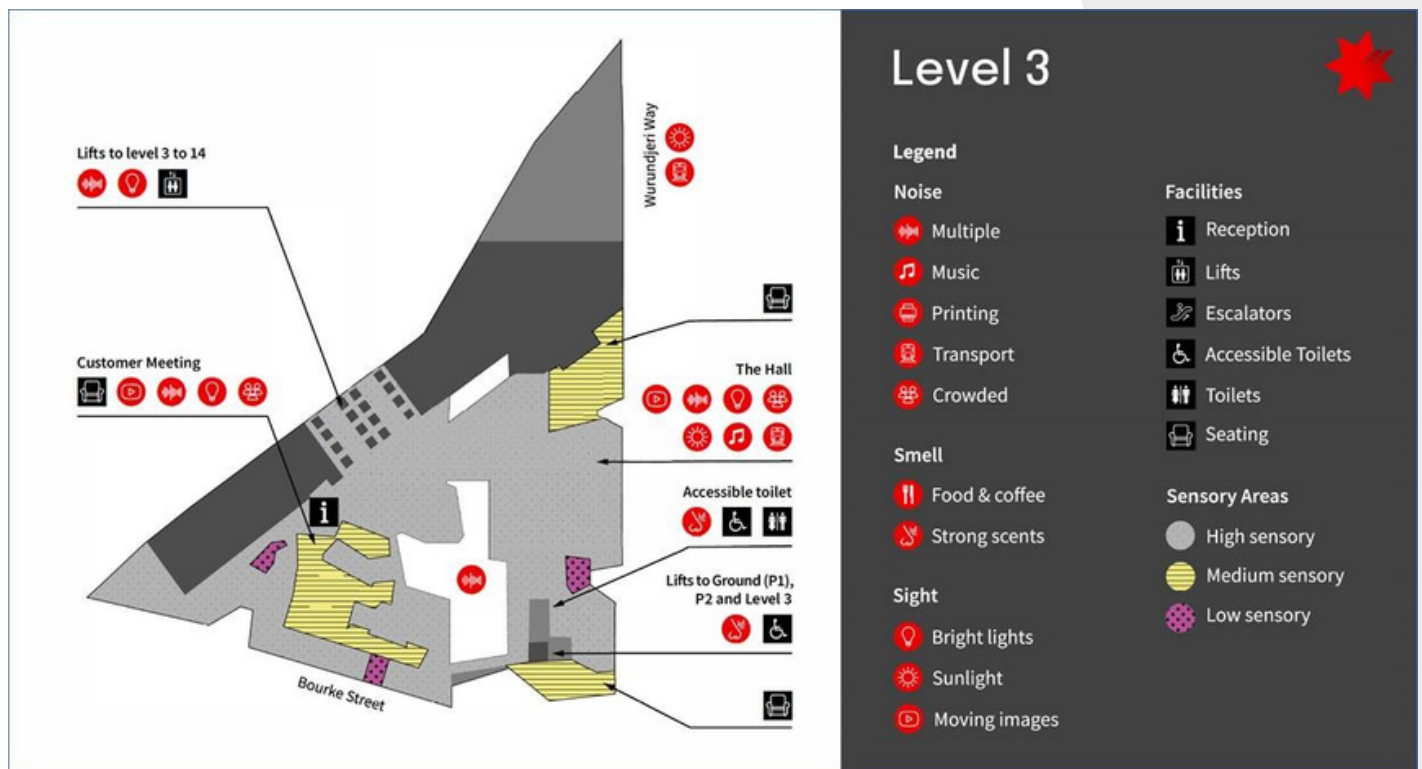 Lifts to level 3 to 14
Customer Meeting
Wurundjeri Way
The Hall
Accessible toilet
Lifts to Ground (P1),
P2 and Level 3
Bourke Street
i
Level 3
Legend
Noise
Multiple
Music
Printing
Transport
Crowded
Smell
Food & coffee
Strong scents
Sight
Bright lights
Sunlight
Moving images
Facilities
i
Reception
Lifts
Escalators
Accessible Toilets
Toilets
Seating
Sensory Areas
High sensory
Medium sensory
Low sensory